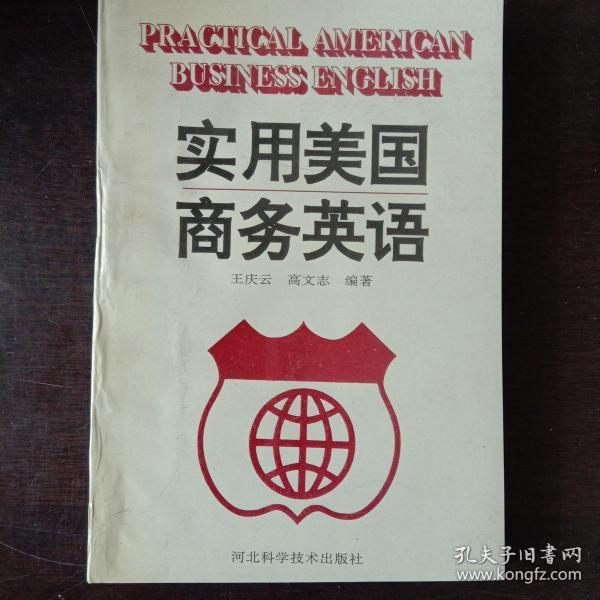 PRACTICAL AMERICAN
BUSINESS ENGLISH
实用美国
商务英语
王庆云 高文志 编著
河北科学技术出版社
孔夫子旧书网
www.kongfz.com